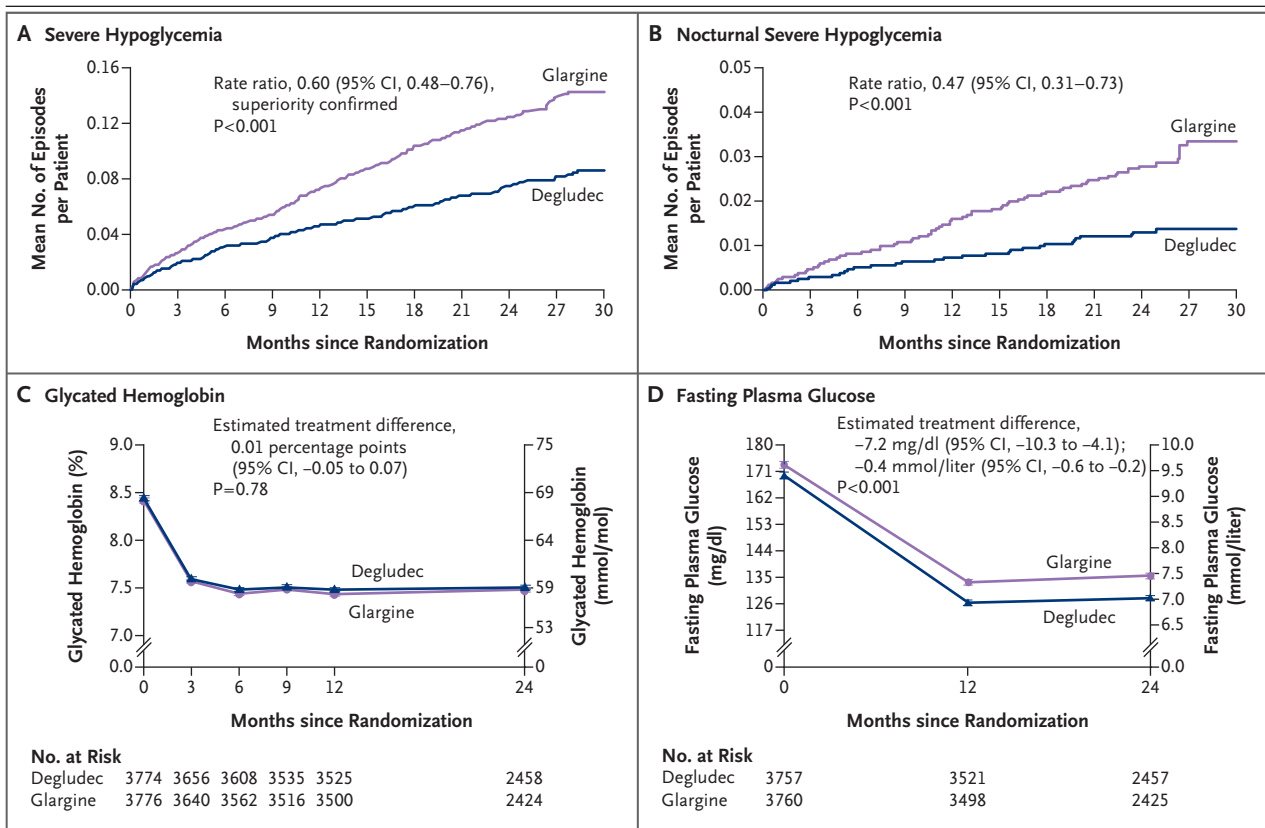 A Severe Hypoglycemia
Mean No. of Episodes
per Patient
0.16
0.12
0.08
0.04
0.00
Rate ratio, 0.60 (95% CI, 0.48–0.76),
superiority confirmed
P<0.001
Glargine
Degludec
0 3 6 9 12 15 18 21 24 27 30
Months since Randomization
B Nocturnal Severe Hypoglycemia
Mean No. of Episodes
per Patient
0.05
0.04
0.03
0.02
0.01
0.00
Rate ratio, 0.47 (95% CI, 0.31–0.73)
P<0.001
Glargine
Degludec
0 3 6 9 12 15 18 21 24 27 30
Months since Randomization
C Glycated Hemoglobin
Glycated Hemoglobin (%)
9.0
8.5
8.0
7.5
7.0
0.0
Estimated treatment difference,
0.01 percentage points
(95% CI, −0.05 to 0.07)
P=0.78
Degludec
Glargine
75
69
64
59
53
0
Glycated Hemoglobin
(mmol/mol)
0 3 6 9 12 24
Months since Randomization
No. at Risk
Degludec 3774 3656 3608 3535 3525 2458
Glargine 3776 3640 3562 3516 3500 2424
D Fasting Plasma Glucose
Fasting Plasma Glucose
(mg/dl)
180
171
162
153
144
135
126
117
0
Estimated treatment difference,
−7.2 mg/dl (95% CI, −10.3 to −4.1);
−0.4 mmol/liter (95% CI, −0.6 to −0.2)
P<0.001
Glargine
Degludec
10.0
9.5
9.0
8.5
8.0
7.5
7.0
6.5
0.0
Fasting Plasma Glucose
(mmol/liter)
0 12 24
Months since Randomization
No. at Risk
Degludec 3757 3521 2457
Glargine 3760 3498 2425